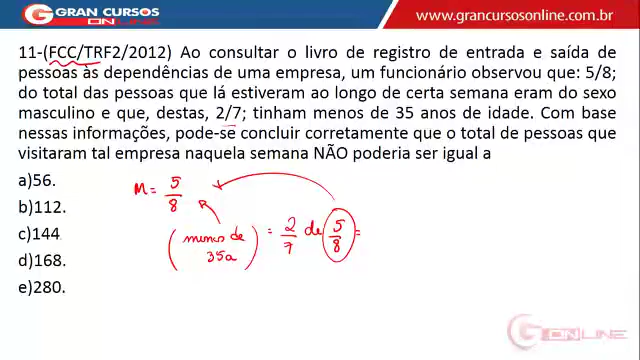 GRAN CURSOS
ONLINE
www.grancursosonline.com.br
11-(FCC/TRF2/2012) Ao consultar o livro de registro de entrada e saída de
pessoas às dependências de uma empresa, um funcionário observou que: 5/8;
do total das pessoas que lá estiveram ao longo de certa semana eram do sexo
masculino e que, destas, 2/7; tinham menos de 35 anos de idade. Com base
nessas informações, pode-se concluir corretamente que o total de pessoas que
visitaram tal empresa naquela semana NÃO poderia ser igual a
a)56.
b)112.
c)144
d)168.
e)280.
M = 5/8
(menos de 35a) = 2/7 de 5/8 =
GONLINE